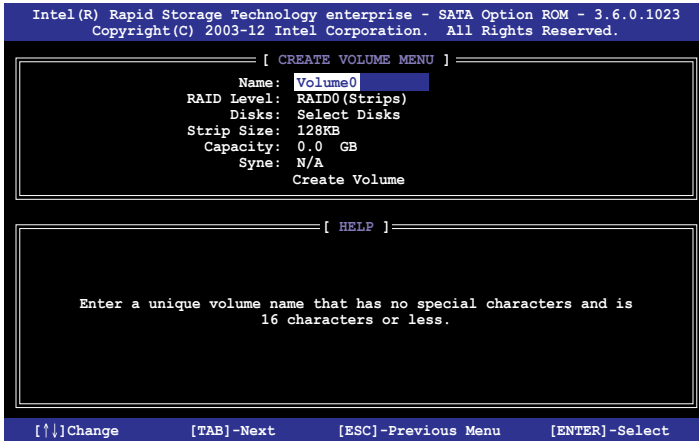 Intel(R) Rapid Storage Technology enterprise - SATA Option ROM - 3.6.0.1023
Copyright(C) 2003-12 Intel Corporation. All Rights Reserved.
[ CREATE VOLUME MENU ]
Name: Volume0
RAID Level: RAID0(Strips)
Disks: Select Disks
Strip Size: 128KB
Capacity: 0.0 GB
Syne: N/A
Create Volume
[ HELP ]
Enter a unique volume name that has no special characters and is
16 characters or less.
[↑↓]Change [TAB]-Next [ESC]-Previous Menu [ENTER]-Select